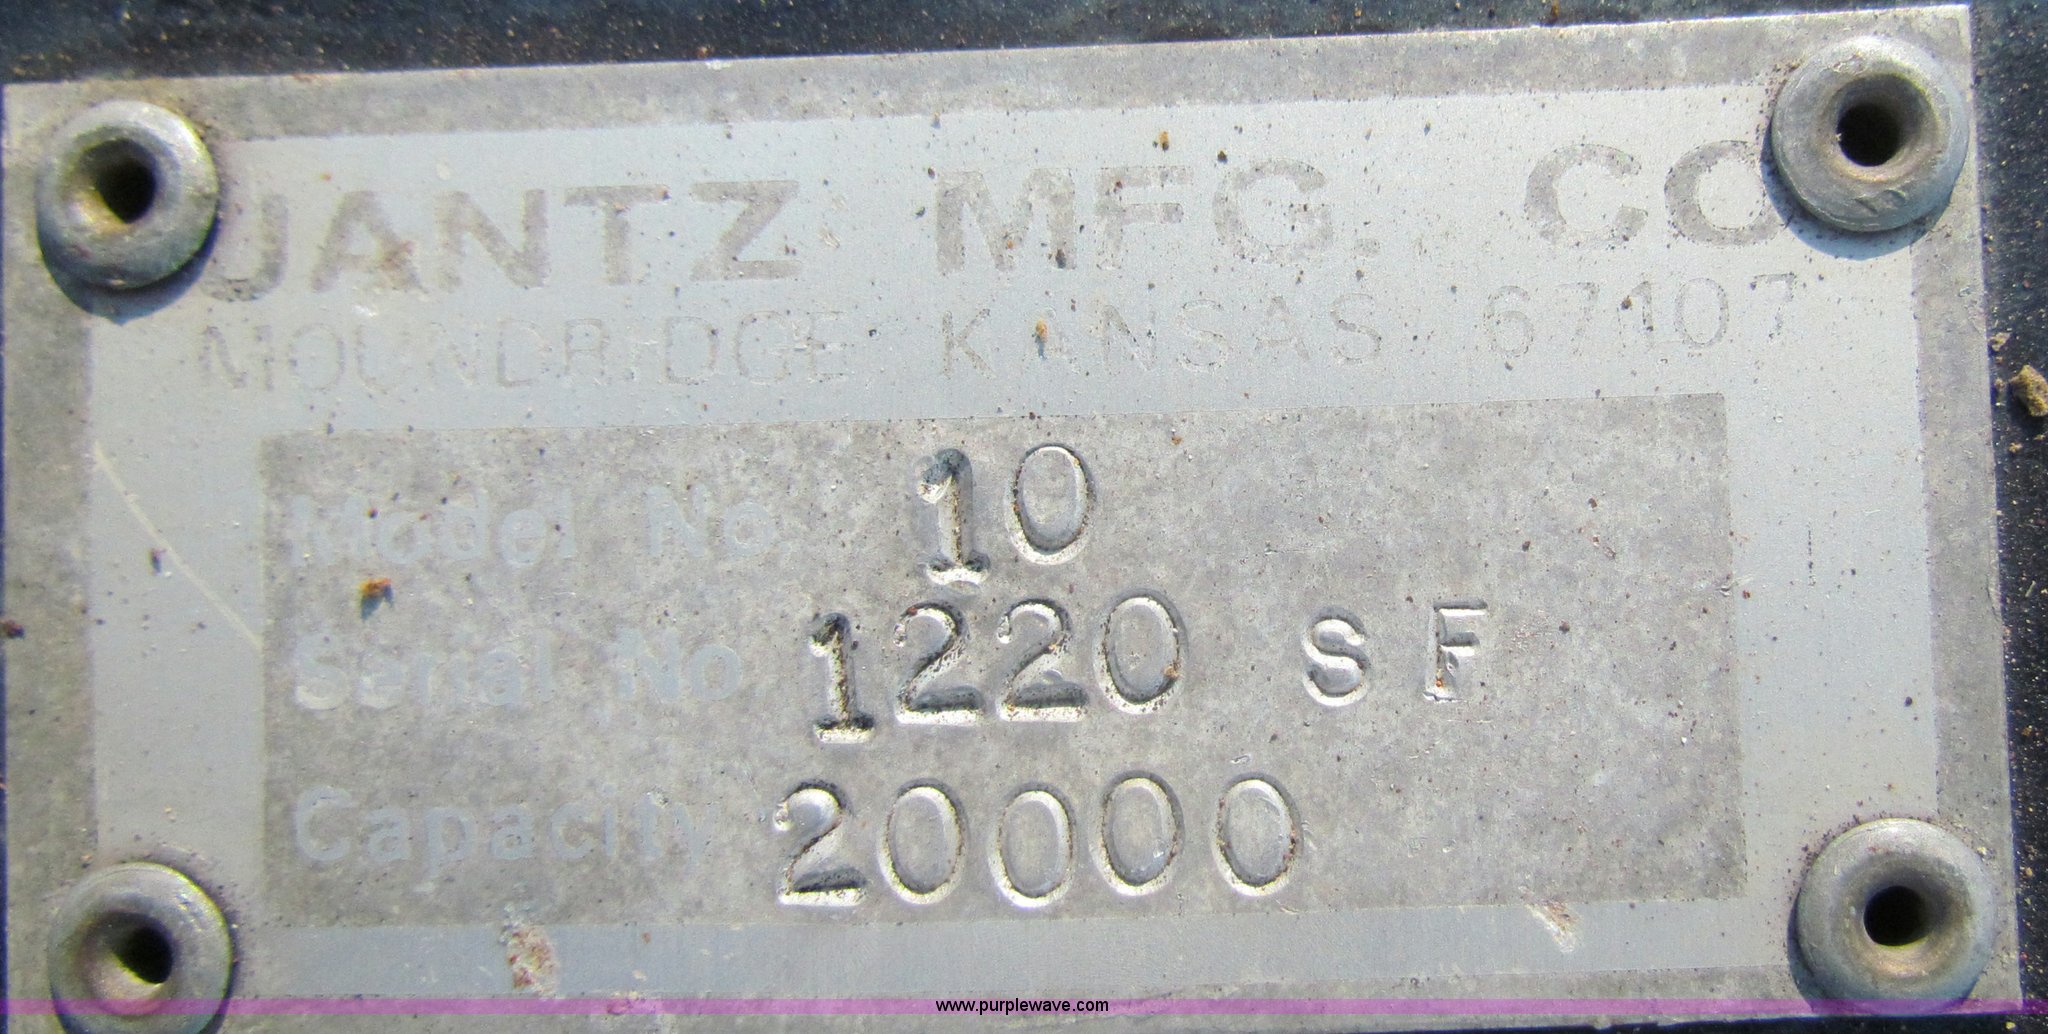 JANTZ MFG. CO
MOUNDRIDGE, KANSAS 67107
Model No. 10
Serial No. 1220 SF
Capacity 20000
www.purplewave.com